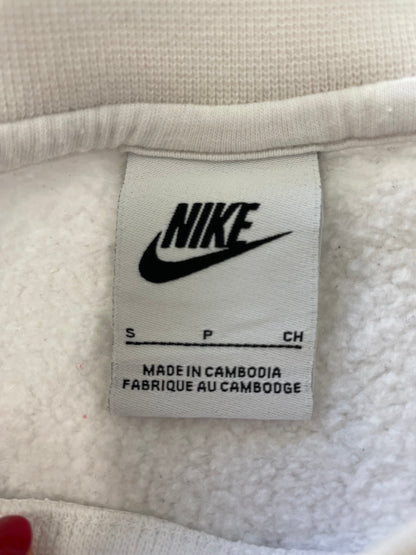 NIKE
S P CH
MADE IN CAMBODIA
FABRIQUE AU CAMBODGE